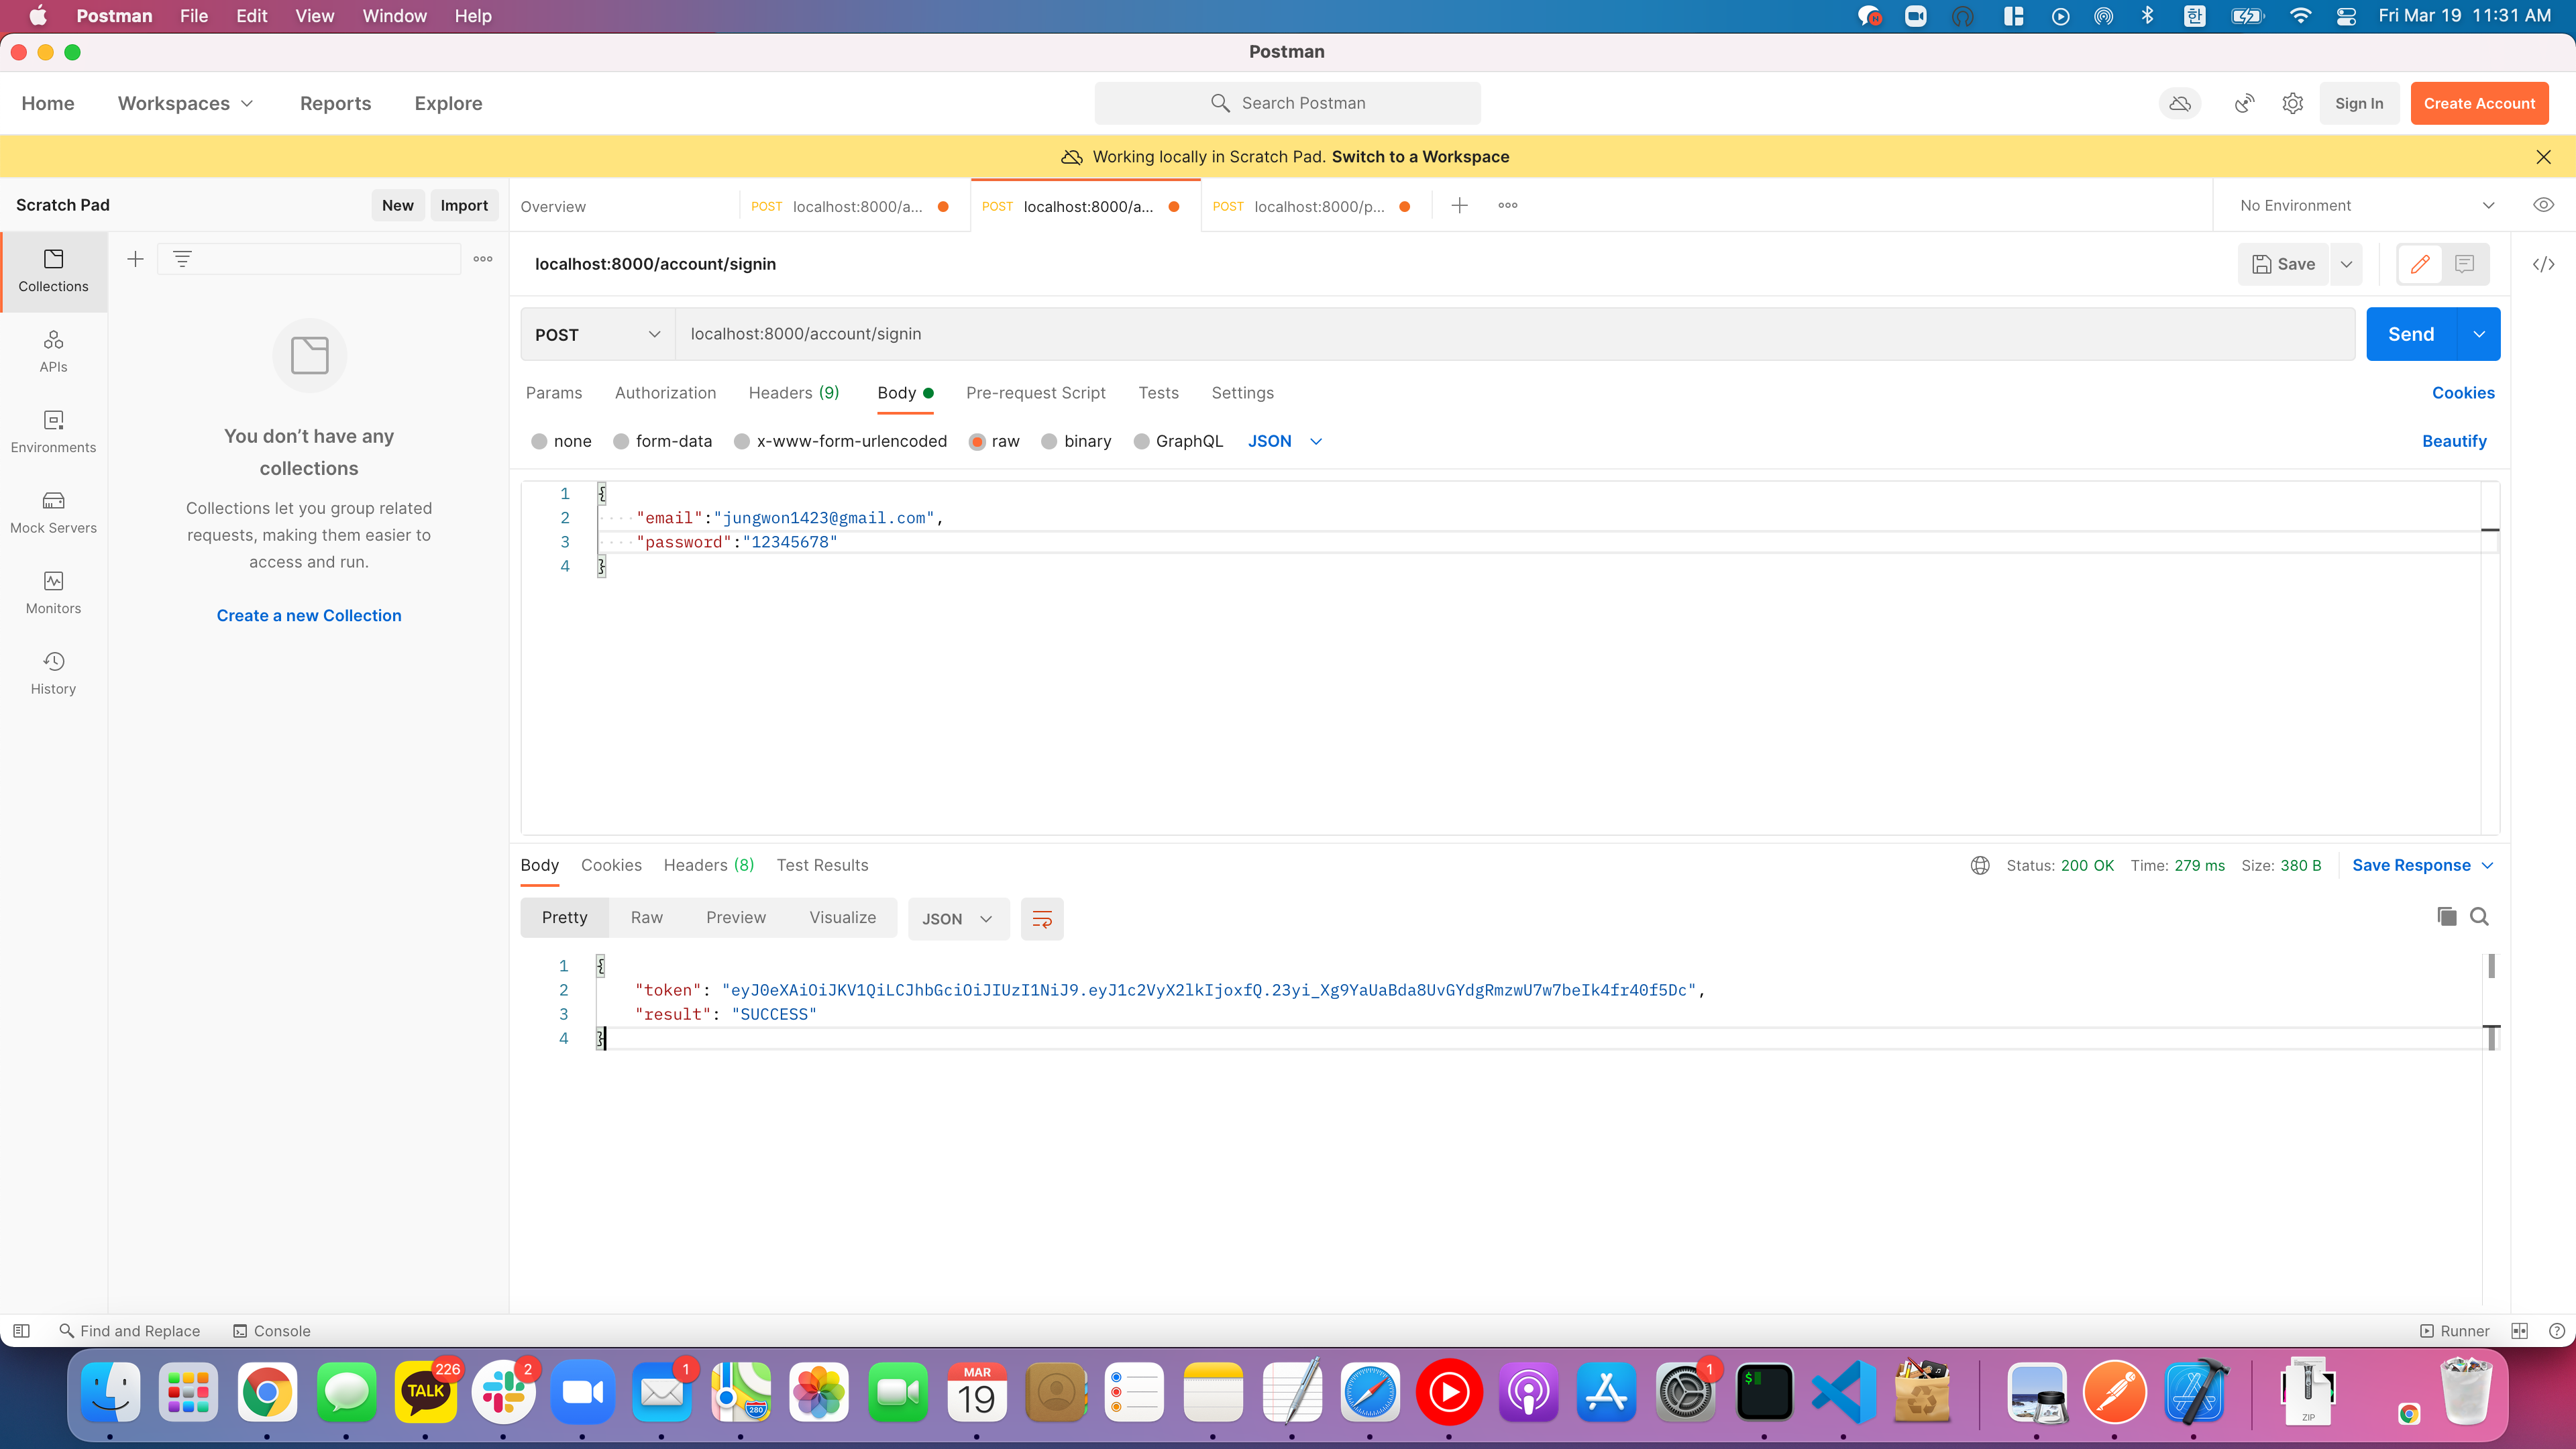 Postman File Edit View Window Help 한 Fri Mar 19 11:31 AM
Postman
Home Workspaces Reports Explore Search Postman Sign In Create Account
Working locally in Scratch Pad. Switch to a Workspace
Scratch Pad New Import Overview POST localhost:8000/a... POST localhost:8000/a... POST localhost:8000/p... No Environment
Collections
APIs
Environments
Mock Servers
Monitors
History
You don’t have any
collections
Collections let you group related
requests, making them easier to
access and run.
Create a new Collection
localhost:8000/account/signin Save
POST localhost:8000/account/signin Send
Params Authorization Headers (9) Body Pre-request Script Tests Settings Cookies
none form-data x-www-form-urlencoded raw binary GraphQL JSON Beautify
1 {
2 "email":"jungwon1423@gmail.com",
3 "password":"12345678"
4 }
Body Cookies Headers (8) Test Results Status: 200 OK Time: 279 ms Size: 380 B Save Response
Pretty Raw Preview Visualize JSON
1 {
2 "token": "eyJ0eXAiOiJKV1QiLCJhbGciOiJIUzI1NiJ9.eyJ1c2VyX2lkIjoxfQ.23yi_Xg9YaUaBda8UvGYdgRmzwU7w7beIk4fr40f5Dc",
3 "result": "SUCCESS"
4 }
Find and Replace Console Runner
TALK 226 2 1 280 MAR 19 1 $ ZIP